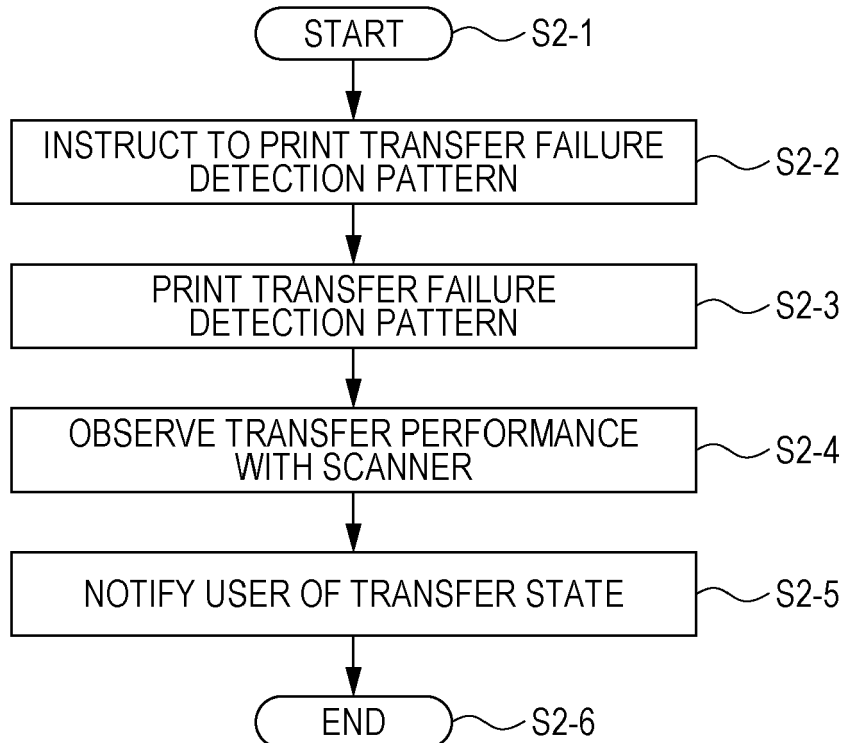 START
S2-1
INSTRUCT TO PRINT TRANSFER FAILURE
DETECTION PATTERN
S2-2
PRINT TRANSFER FAILURE
DETECTION PATTERN
S2-3
OBSERVE TRANSFER PERFORMANCE
WITH SCANNER
S2-4
NOTIFY USER OF TRANSFER STATE
S2-5
END
S2-6